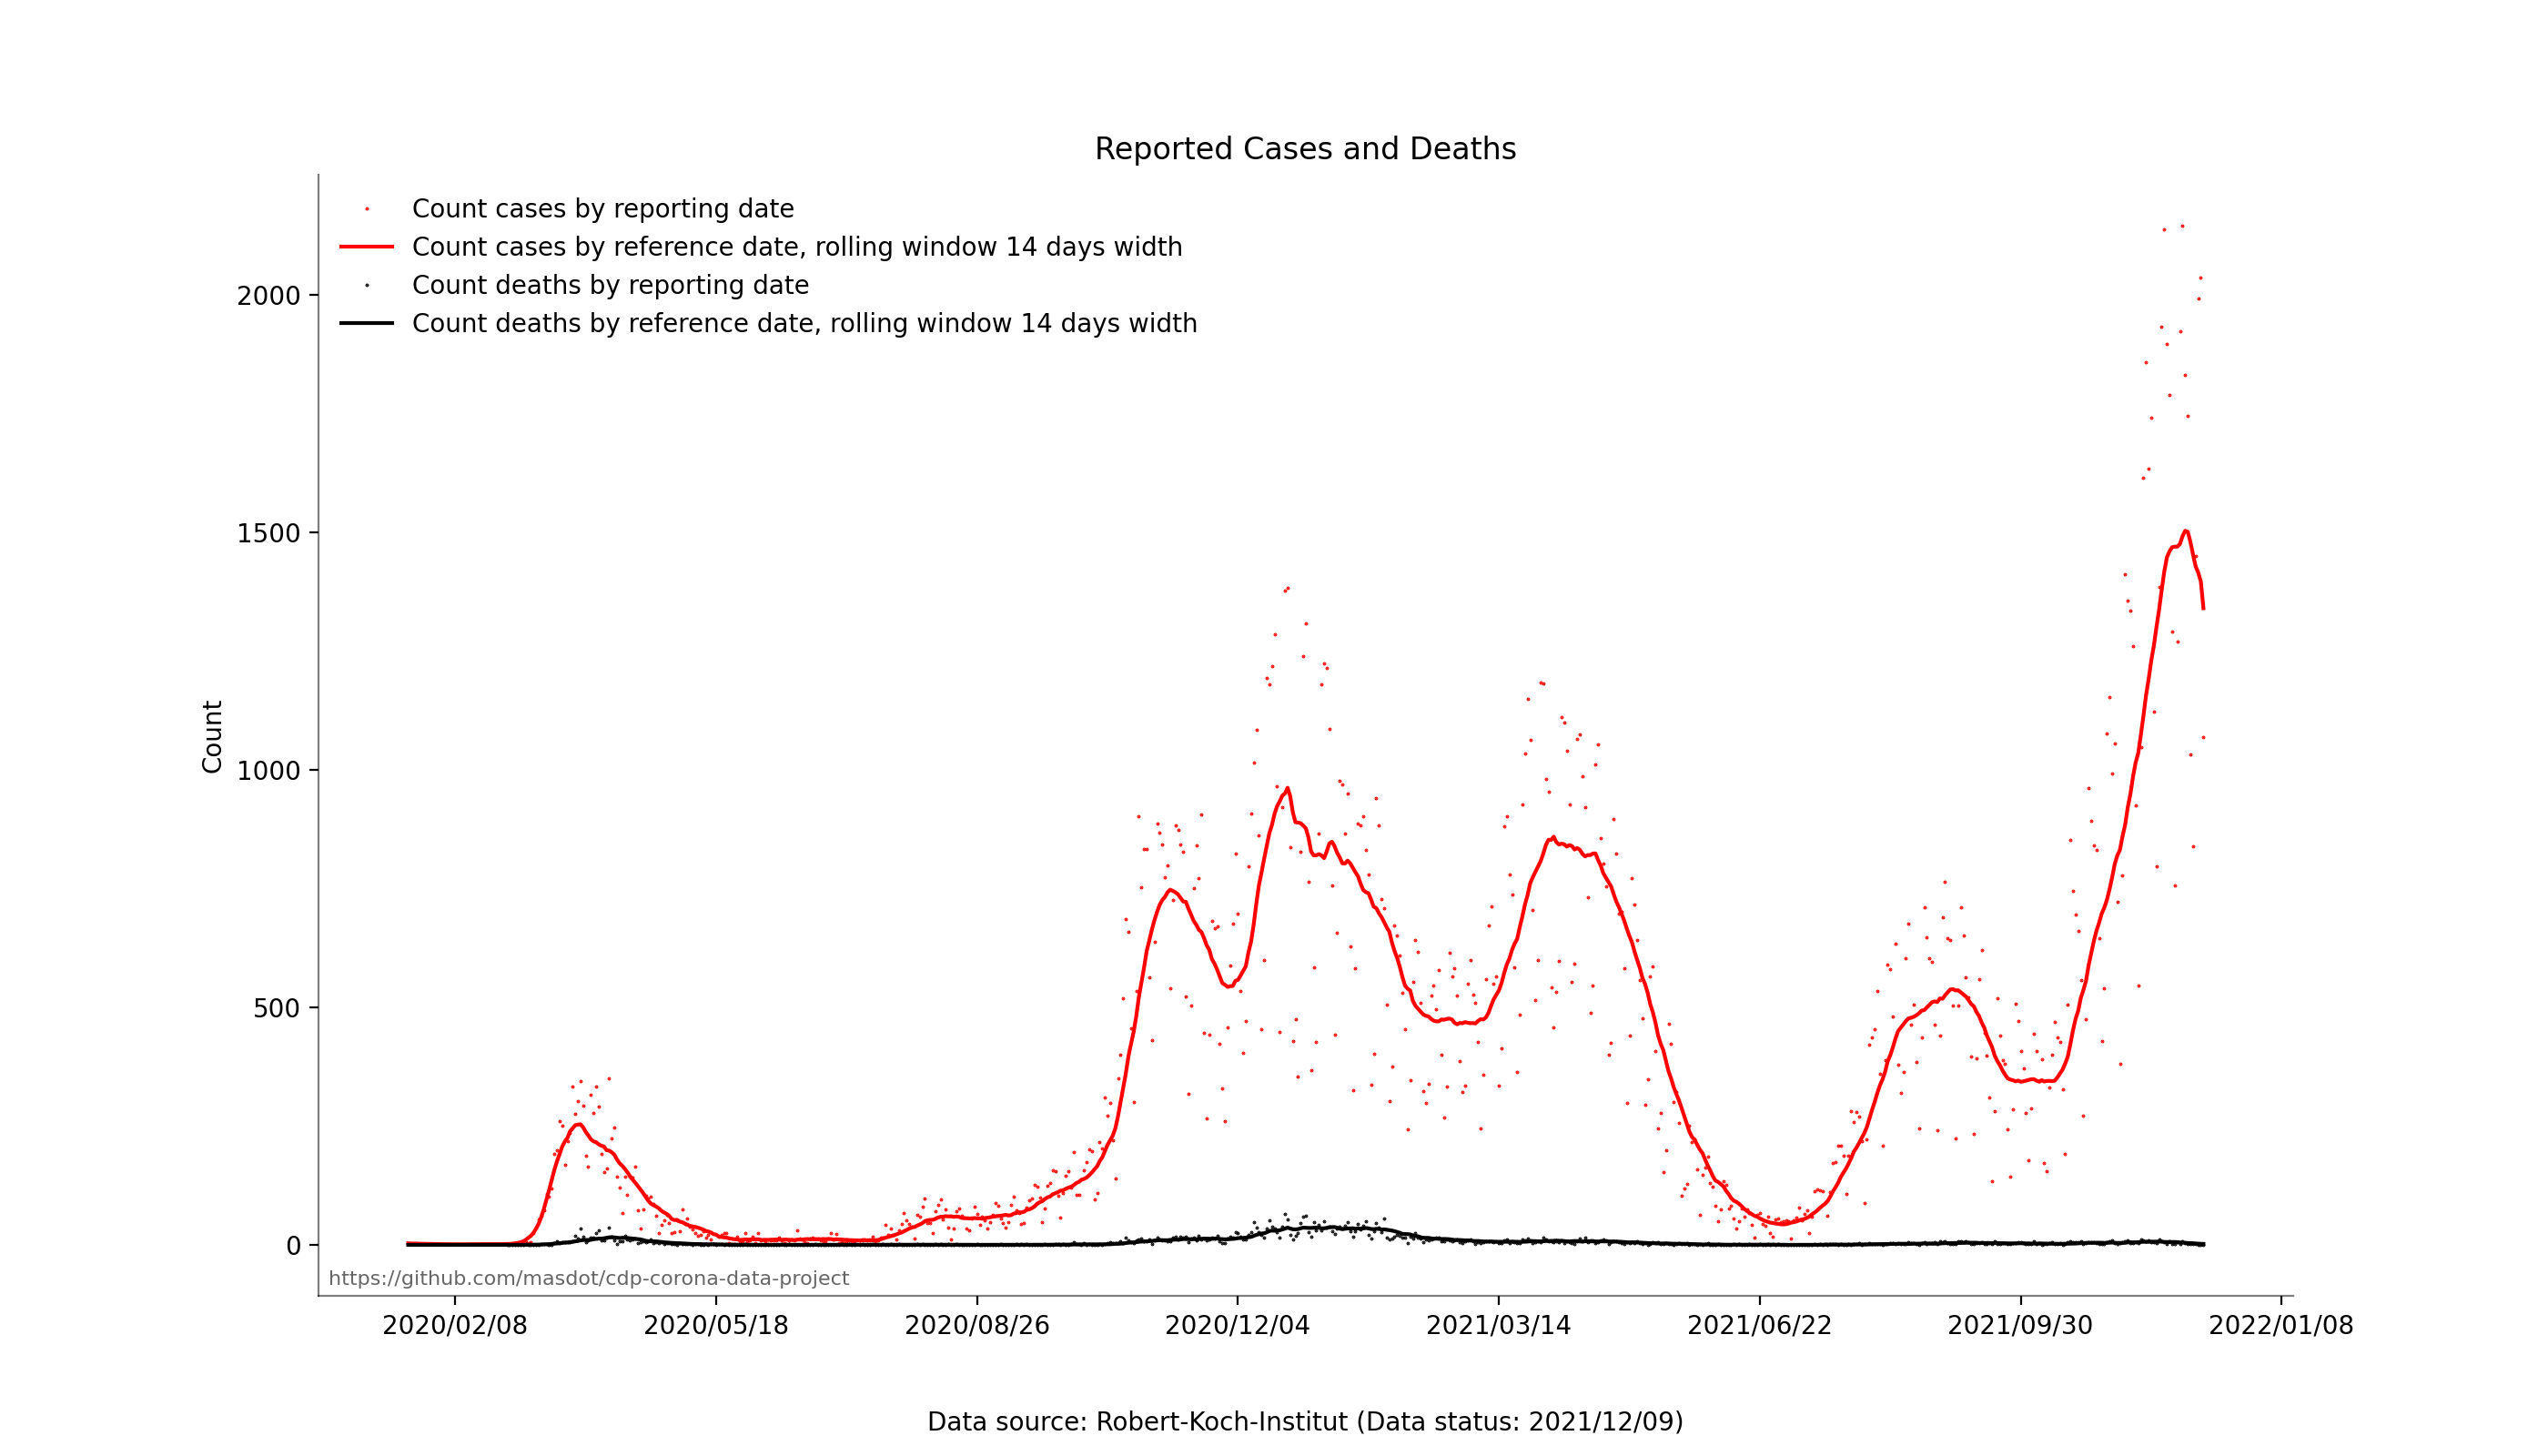 Reported Cases and Deaths
Count cases by reporting date
Count cases by reference date, rolling window 14 days width
Count deaths by reporting date
Count deaths by reference date, rolling window 14 days width
2000
1500
1000
500
0
Count
https://github.com/masdot/cdp-corona-data-project
2020/02/08 2020/05/18 2020/08/26 2020/12/04 2021/03/14 2021/06/22 2021/09/30 2022/01/08
Data source: Robert-Koch-Institut (Data status: 2021/12/09)